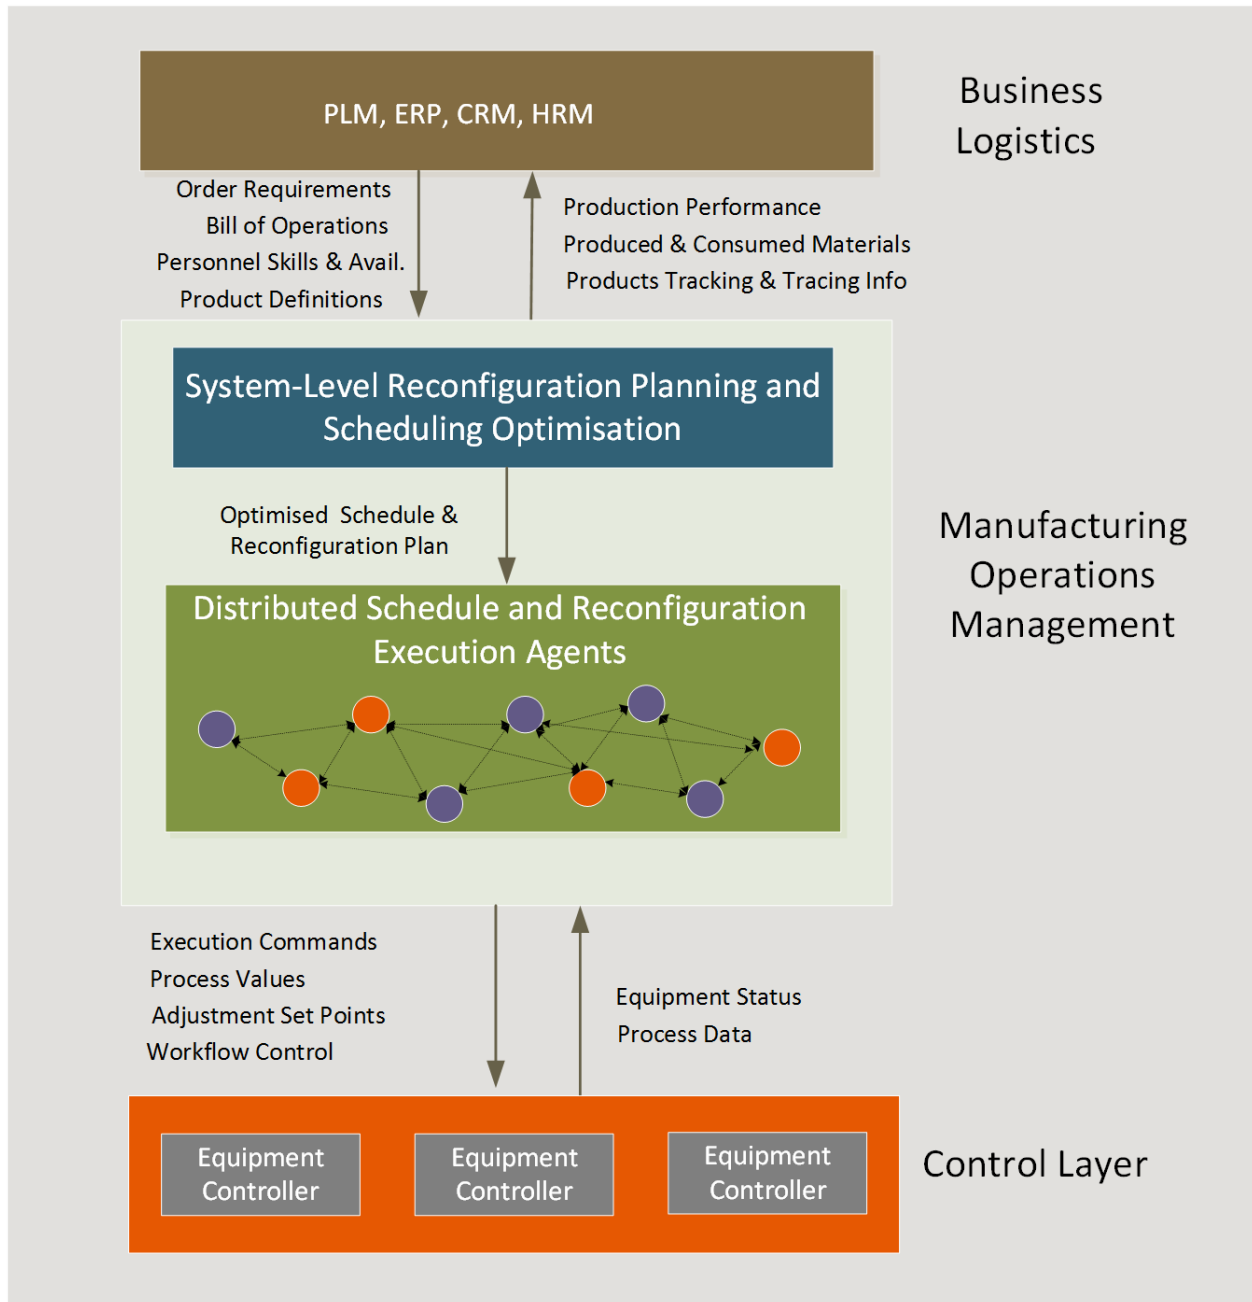 PLM, ERP, CRM, HRM
Business
Logistics
Order Requirements
Bill of Operations
Personnel Skills & Avail.
Product Definitions
Production Performance
Produced & Consumed Materials
Products Tracking & Tracing Info
System-Level Reconfiguration Planning and
Scheduling Optimisation
Optimised Schedule &
Reconfiguration Plan
Manufacturing
Operations
Management
Distributed Schedule and Reconfiguration
Execution Agents
Execution Commands
Process Values
Adjustment Set Points
Workflow Control
Equipment Status
Process Data
Equipment
Controller
Equipment
Controller
Equipment
Controller
Control Layer